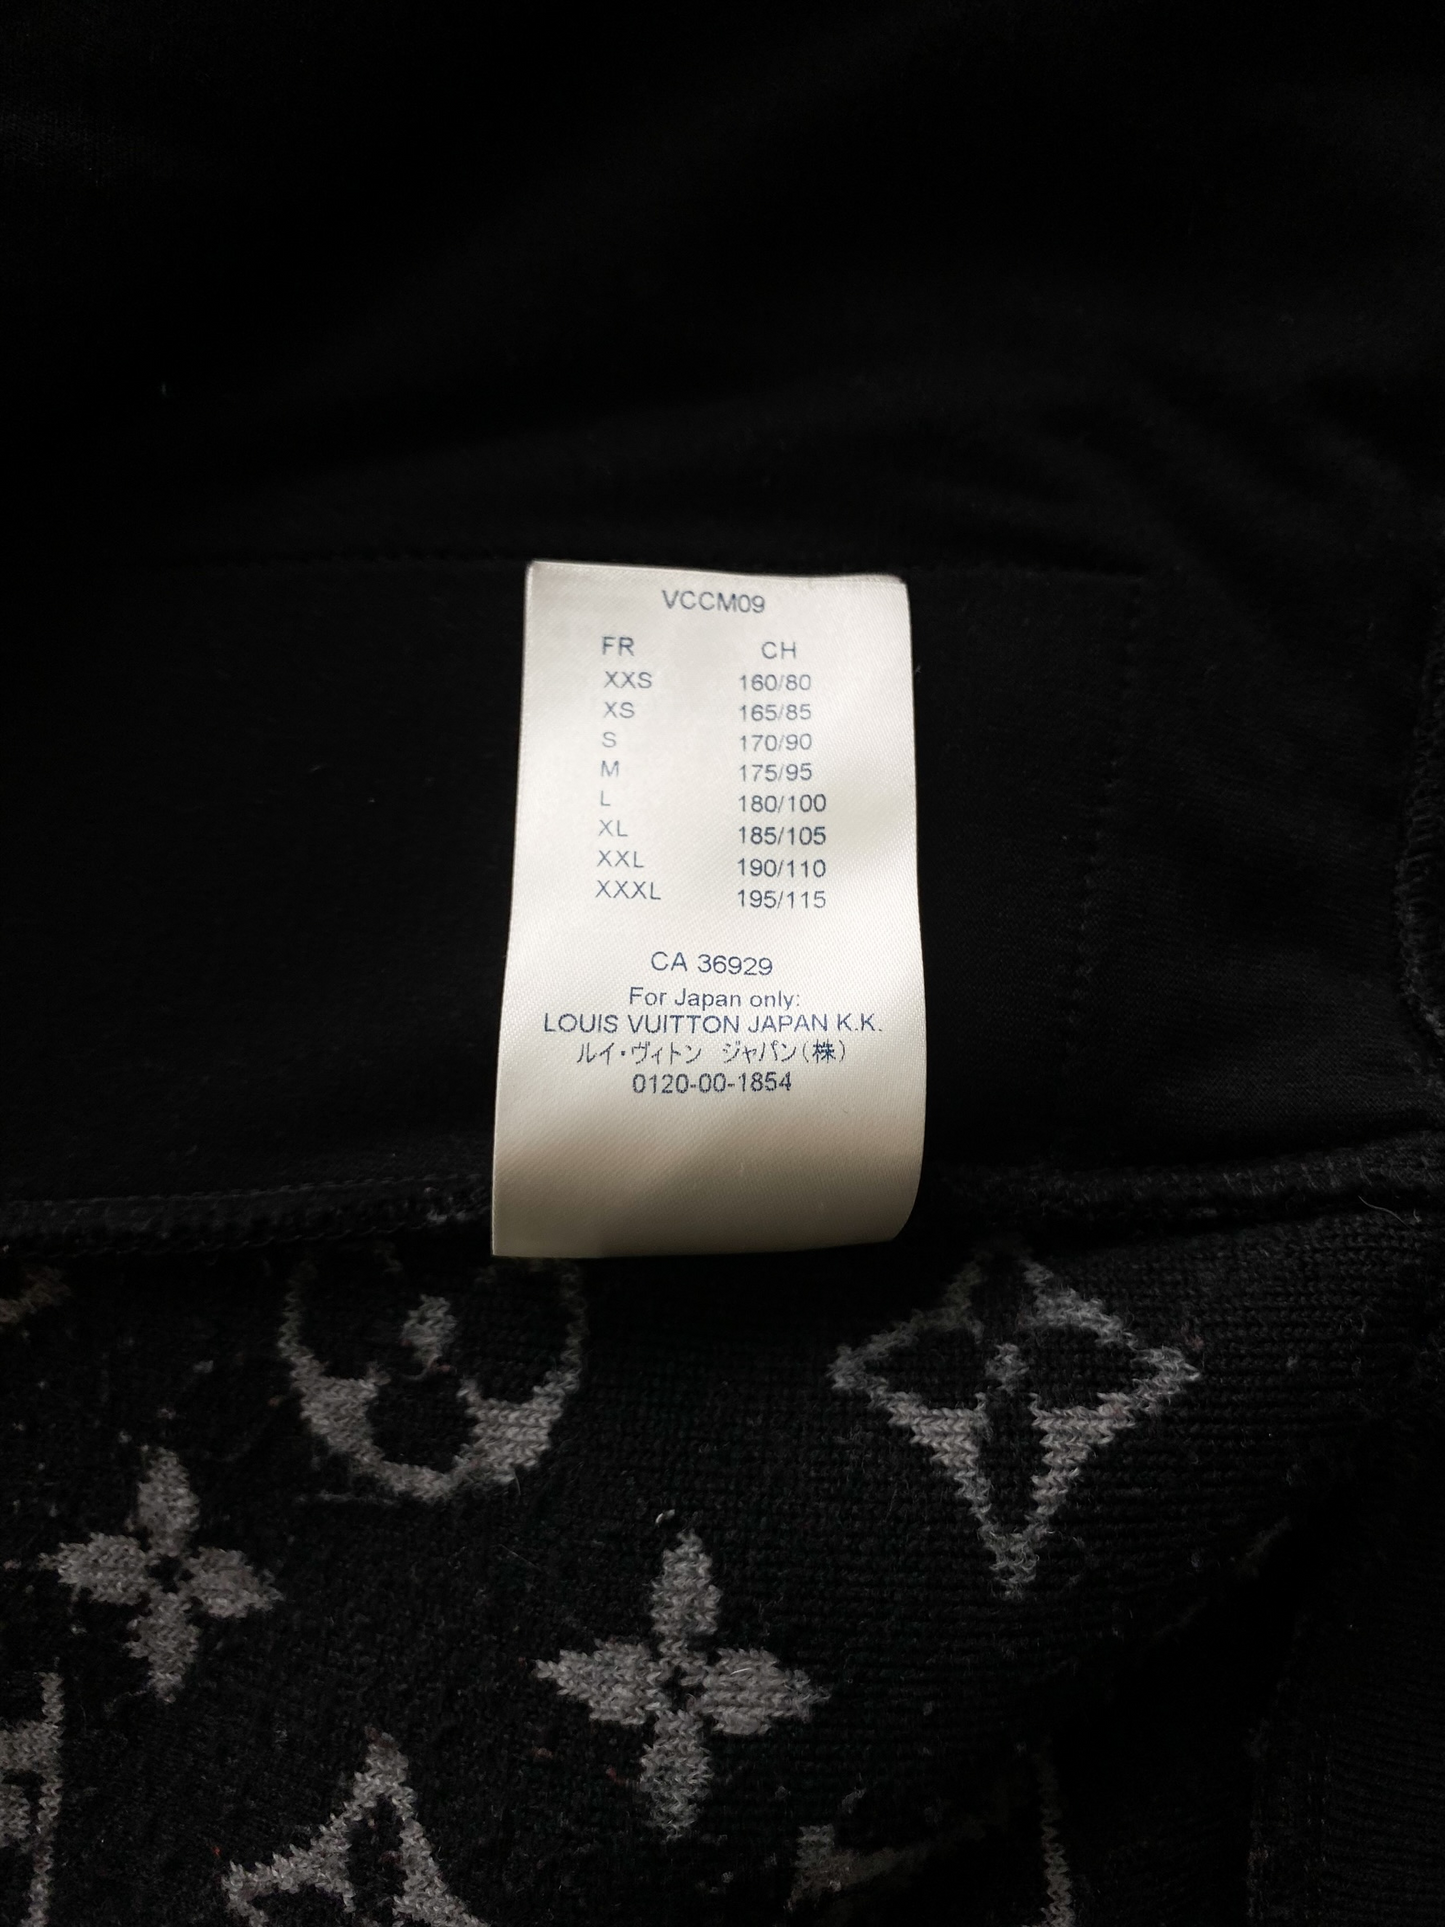 VCCM09
FR CH
XXS 160/80
XS 165/85
S 170/90
M 175/95
L 180/100
XL 185/105
XXL 190/110
XXXL 195/115
CA 36929
For Japan only:
LOUIS VUITTON JAPAN K.K.
ルイ・ヴィトン ジャパン(株)
0120-00-1854